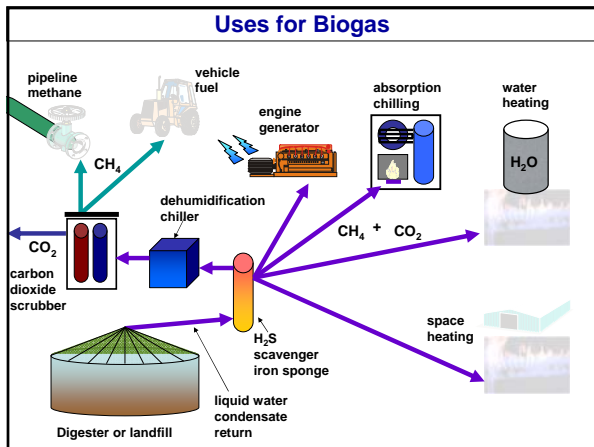 Uses for Biogas
pipeline
methane
vehicle
fuel
engine
generator
absorption
chilling
water
heating
H₂O
CH₄
dehumidification
chiller
CH₄ + CO₂
CO₂
carbon
dioxide
scrubber
H₂S
scavenger
iron sponge
space
heating
liquid water
condensate
return
Digester or landfill